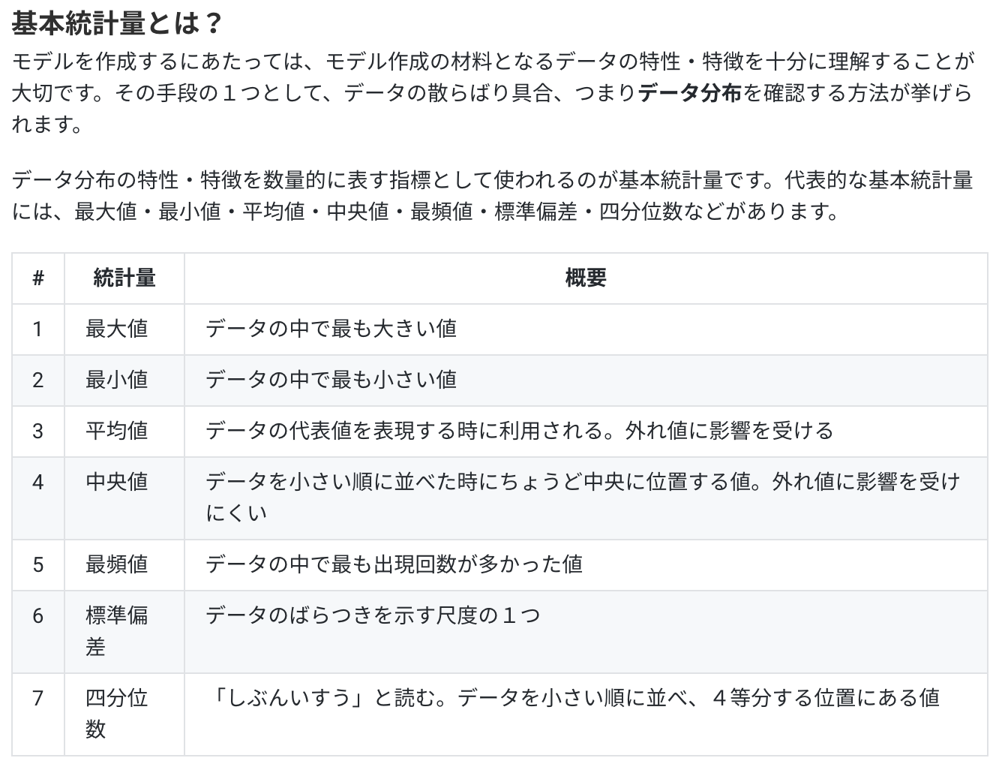 基本統計量とは？
モデルを作成するにあたっては、モデル作成の材料となるデータの特性・特徴を十分に理解することが
大切です。その手段の１つとして、データの散らばり具合、つまりデータ分布を確認する方法が挙げら
れます。
データ分布の特性・特徴を数量的に表す指標として使われるのが基本統計量です。代表的な基本統計量
には、最大値・最小値・平均値・中央値・最頻値・標準偏差・四分位数などがあります。
# 統計量 概要
1 最大値 データの中で最も大きい値
2 最小値 データの中で最も小さい値
3 平均値 データの代表値を表現する時に利用される。外れ値に影響を受ける
4 中央値 データを小さい順に並べた時にちょうど中央に位置する値。外れ値に影響を受け
にくい
5 最頻値 データの中で最も出現回数が多かった値
6 標準偏 データのばらつきを示す尺度の１つ
差
7 四分位 「しぶんいすう」と読む。データを小さい順に並べ、４等分する位置にある値
数